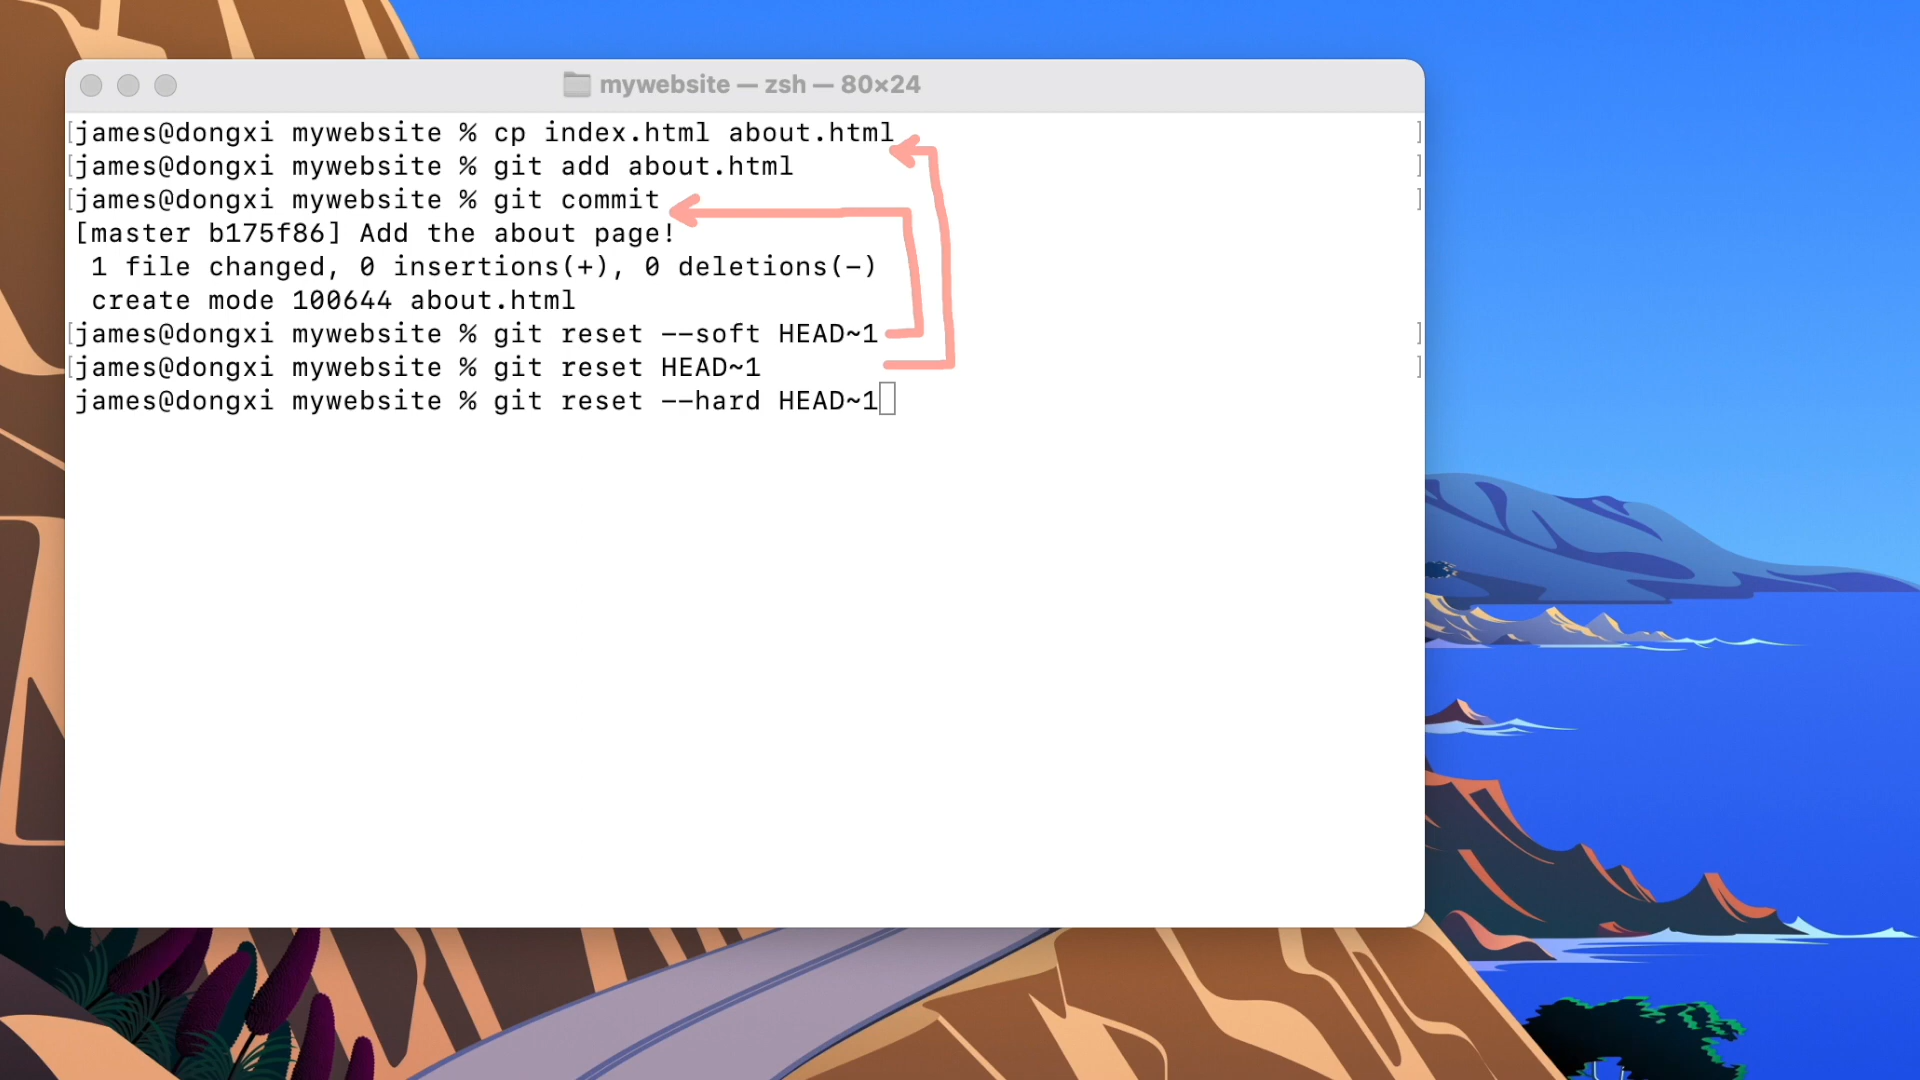 mywebsite — zsh — 80×24
[james@dongxi mywebsite % cp index.html about.html ]
[james@dongxi mywebsite % git add about.html ]
[james@dongxi mywebsite % git commit ]
[master b175f86] Add the about page!
 1 file changed, 0 insertions(+), 0 deletions(-)
 create mode 100644 about.html
[james@dongxi mywebsite % git reset --soft HEAD~1 ]
[james@dongxi mywebsite % git reset HEAD~1 ]
james@dongxi mywebsite % git reset --hard HEAD~1